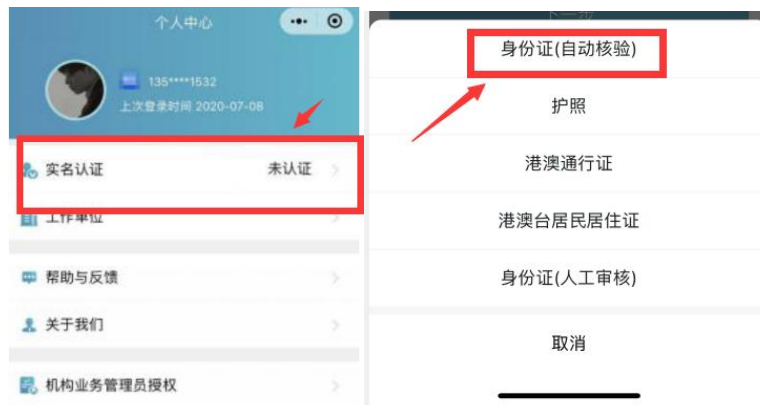 个人中心
135****1532
上次登录时间 2020-07-08
实名认证 未认证
工作单位
帮助与反馈
关于我们
机构业务管理员授权
下一步
身份证(自动核验)
护照
港澳通行证
港澳台居民居住证
身份证(人工审核)
取消